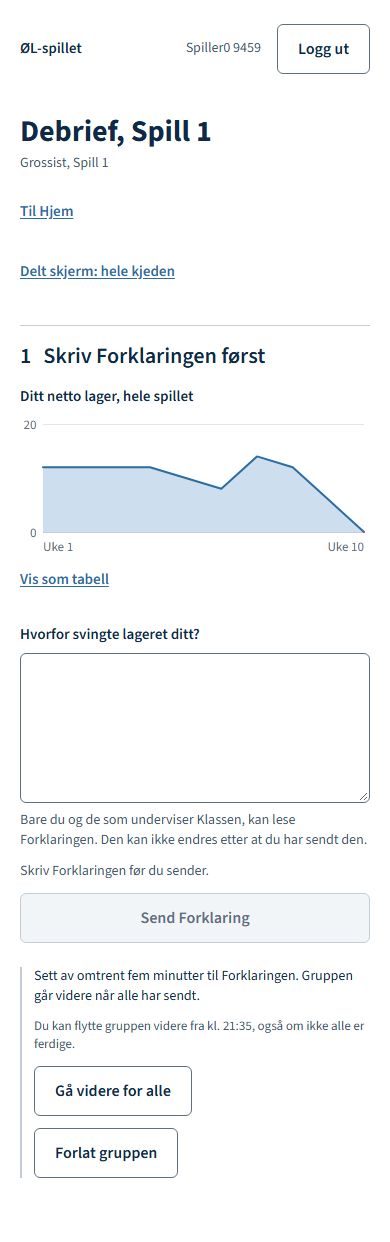 ØL-spillet
Spiller0 9459
Logg ut
Debrief, Spill 1
Grossist, Spill 1
Til Hjem
Delt skjerm: hele kjeden
1 Skriv Forklaringen først
Ditt netto lager, hele spillet
20
0
Uke 1
Uke 10
Vis som tabell
Hvorfor svingte lageret ditt?
Bare du og de som underviser Klassen, kan lese
Forklaringen. Den kan ikke endres etter at du har sendt den.
Skriv Forklaringen før du sender.
Send Forklaring
Sett av omtrent fem minutter til Forklaringen. Gruppen
går videre når alle har sendt.
Du kan flytte gruppen videre fra kl. 21:35, også om ikke alle er
ferdige.
Gå videre for alle
Forlat gruppen